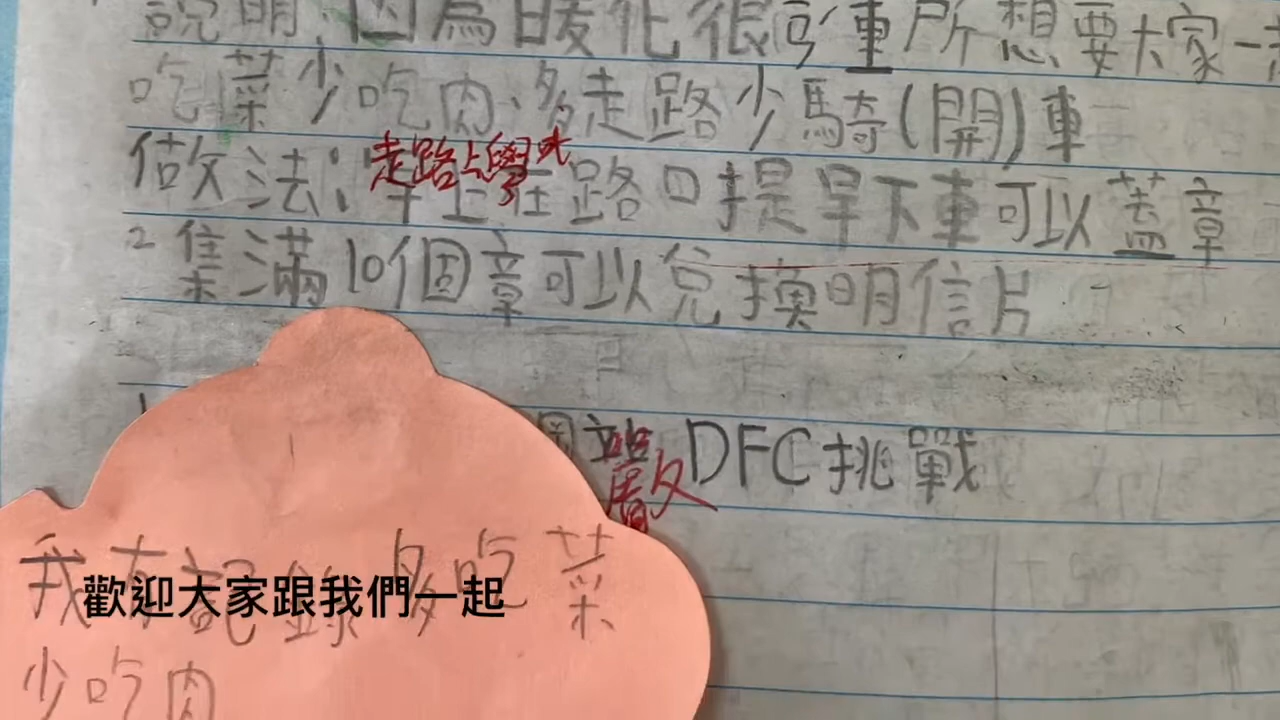 說明:因為暖化很嚴重所想要大家一起
吃菜少吃肉、多走路少騎(開)車
走路上學
做法:早上在路口提早下車可以蓋章
2 集滿10個章可以兌換明信片
DFC挑戰
我有記錄多吃菜
歡迎大家跟我們一起
少吃肉